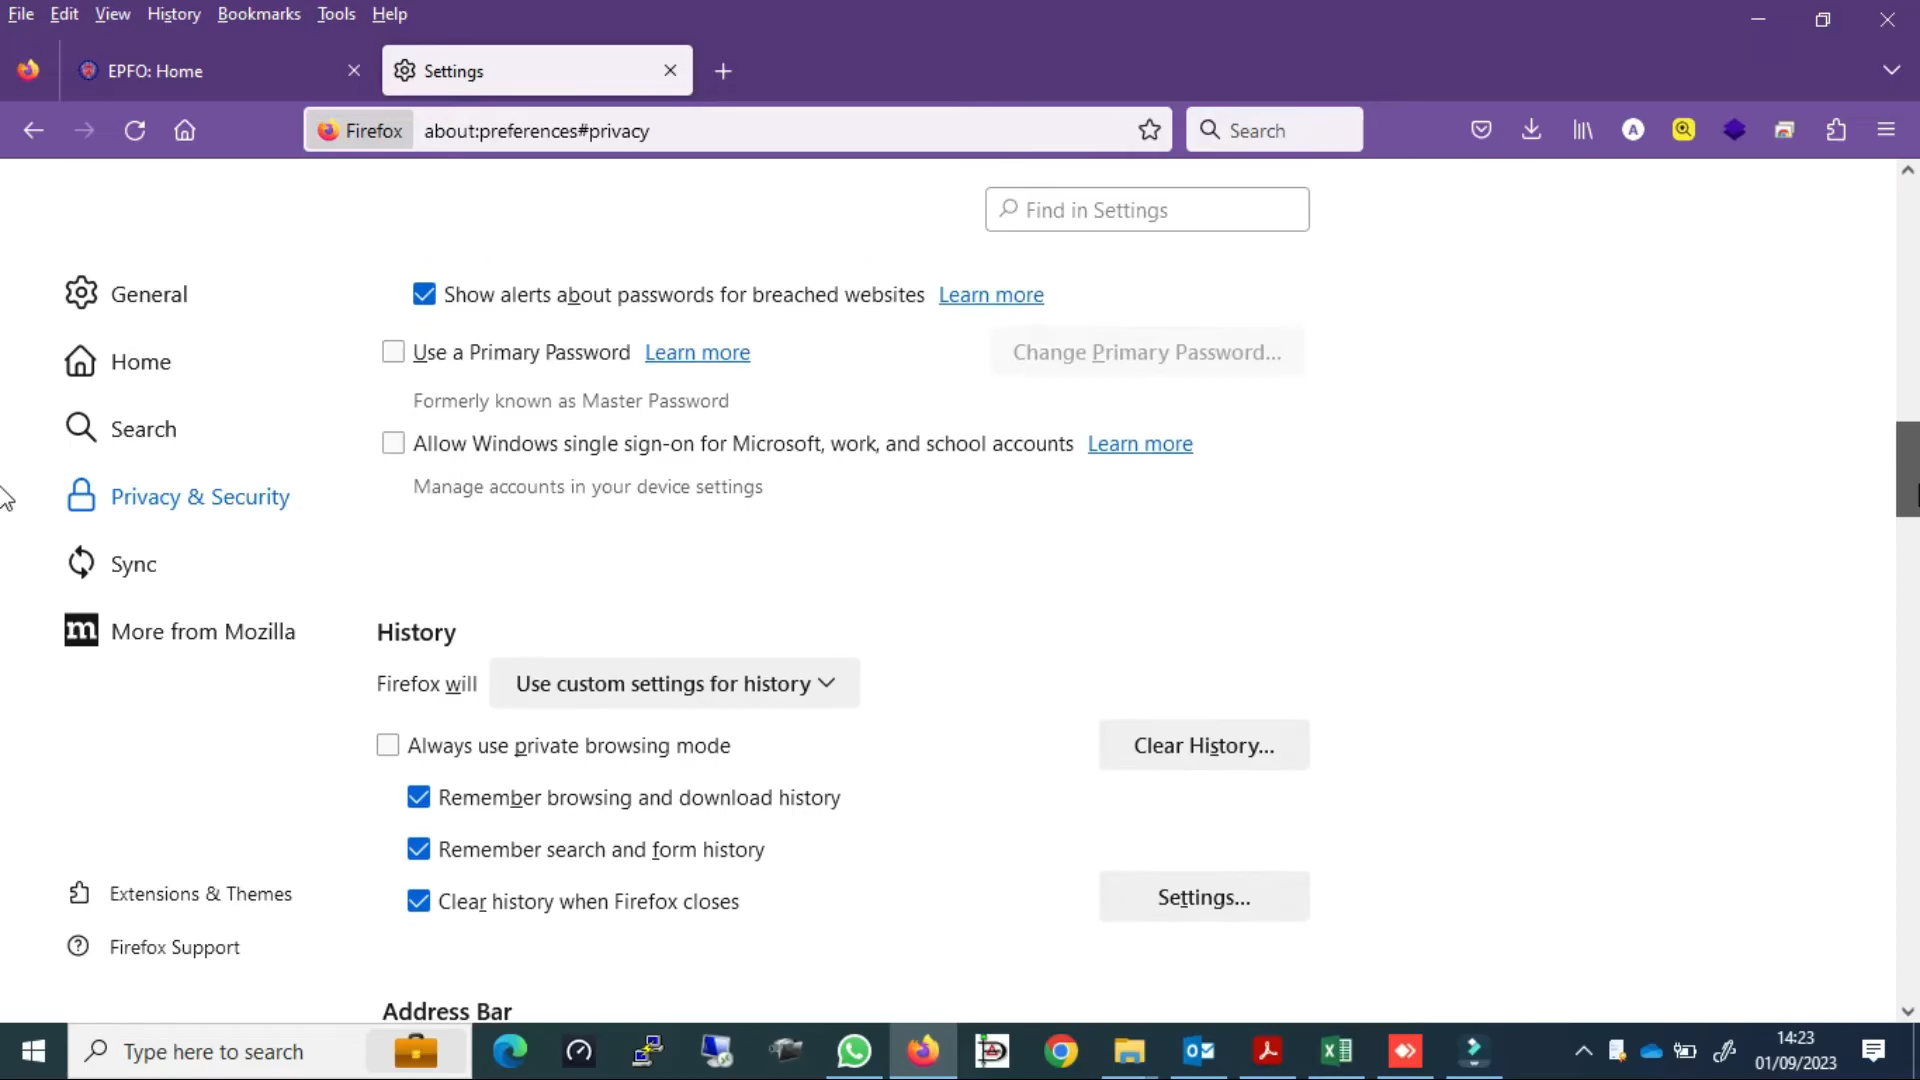 File Edit View History Bookmarks Tools Help
EPFO: Home
Settings
Firefox
about:preferences#privacy
Search
Find in Settings
General
Home
Search
Privacy & Security
Sync
m More from Mozilla
Extensions & Themes
Firefox Support
Show alerts about passwords for breached websites Learn more
Use a Primary Password Learn more
Change Primary Password...
Formerly known as Master Password
Allow Windows single sign-on for Microsoft, work, and school accounts Learn more
Manage accounts in your device settings
History
Firefox will Use custom settings for history
Always use private browsing mode
Clear History...
Remember browsing and download history
Remember search and form history
Clear history when Firefox closes
Settings...
Address Bar
Type here to search
14:23
01/09/2023